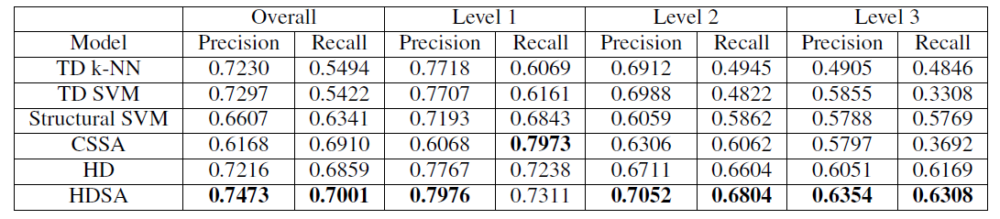 Overall Level 1 Level 2 Level 3
Model Precision Recall Precision Recall Precision Recall Precision Recall
TD k-NN 0.7230 0.5494 0.7718 0.6069 0.6912 0.4945 0.4905 0.4846
TD SVM 0.7297 0.5422 0.7707 0.6161 0.6988 0.4822 0.5855 0.3308
Structural SVM 0.6607 0.6341 0.7193 0.6843 0.6059 0.5862 0.5788 0.5769
CSSA 0.6168 0.6910 0.6068 0.7973 0.6306 0.6062 0.5797 0.3692
HD 0.7216 0.6859 0.7767 0.7238 0.6711 0.6604 0.6051 0.6169
HDSA 0.7473 0.7001 0.7976 0.7311 0.7052 0.6804 0.6354 0.6308